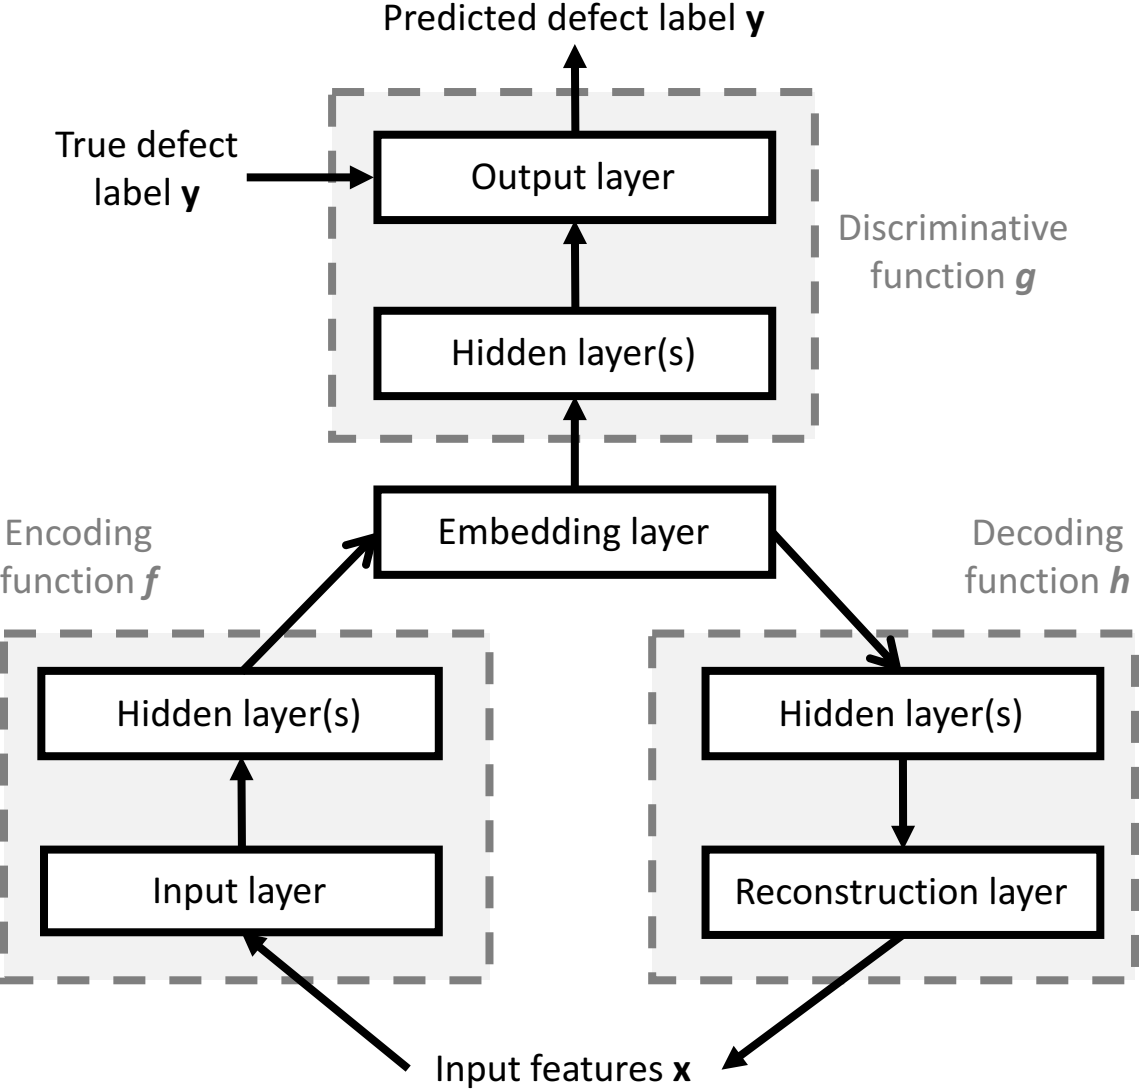 Predicted defect label y
True defect
label y
Output layer
Discriminative
function g
Hidden layer(s)
Embedding layer
Encoding
function f
Decoding
function h
Hidden layer(s)
Hidden layer(s)
Input layer
Reconstruction layer
Input features x